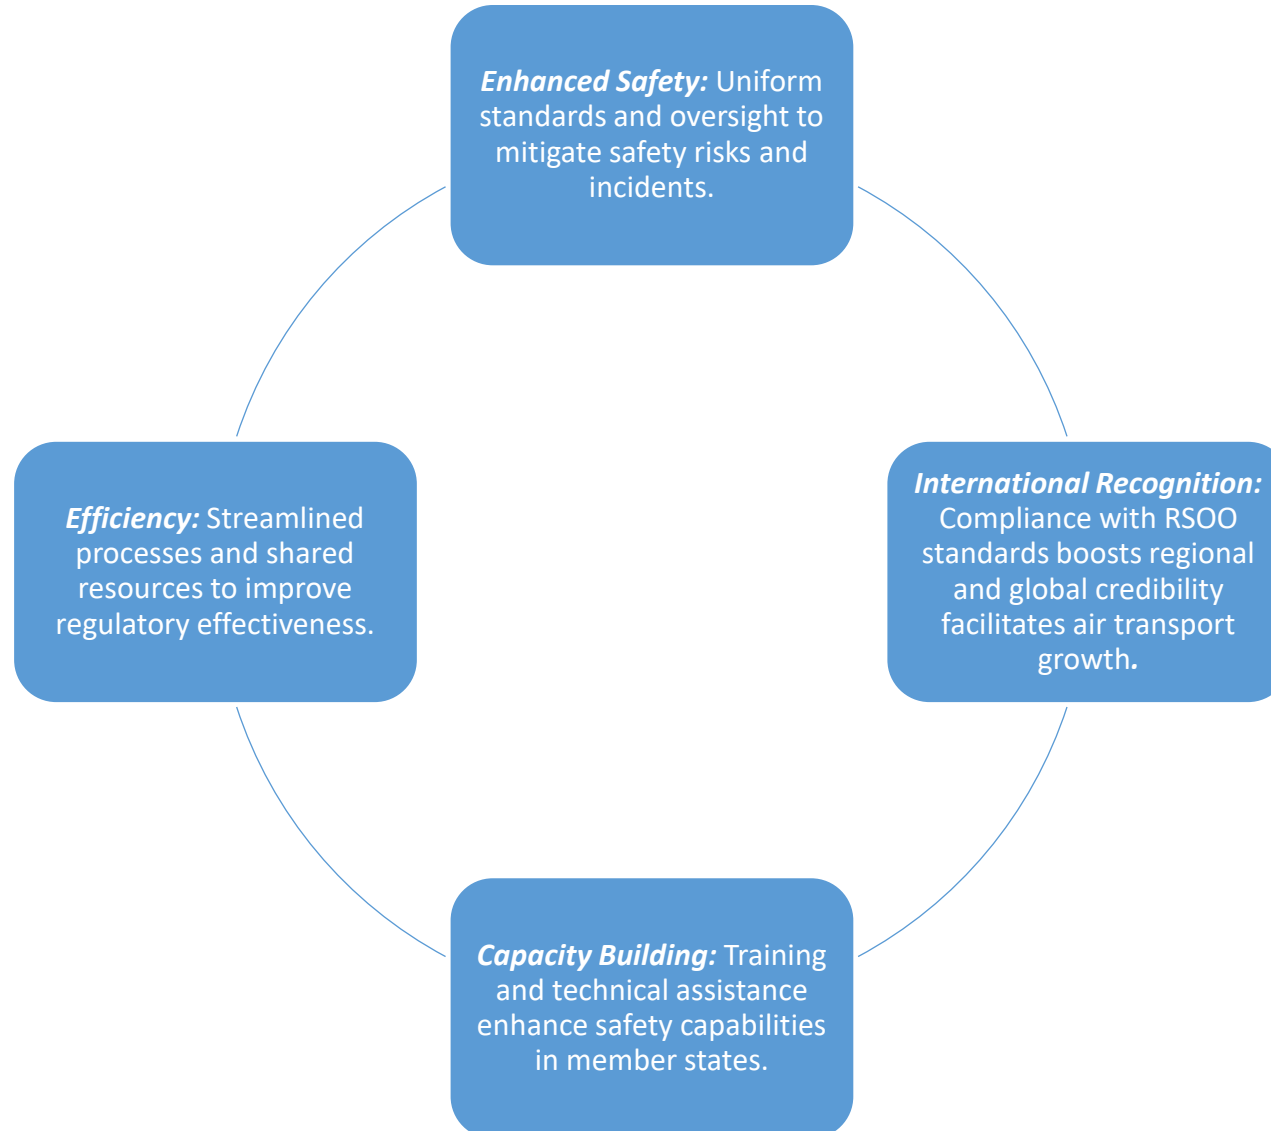 Enhanced Safety: Uniform
standards and oversight to
mitigate safety risks and
incidents.
International Recognition:
Compliance with RSOO
standards boosts regional
and global credibility
facilitates air transport
growth.
Capacity Building: Training
and technical assistance
enhance safety capabilities
in member states.
Efficiency: Streamlined
processes and shared
resources to improve
regulatory effectiveness.